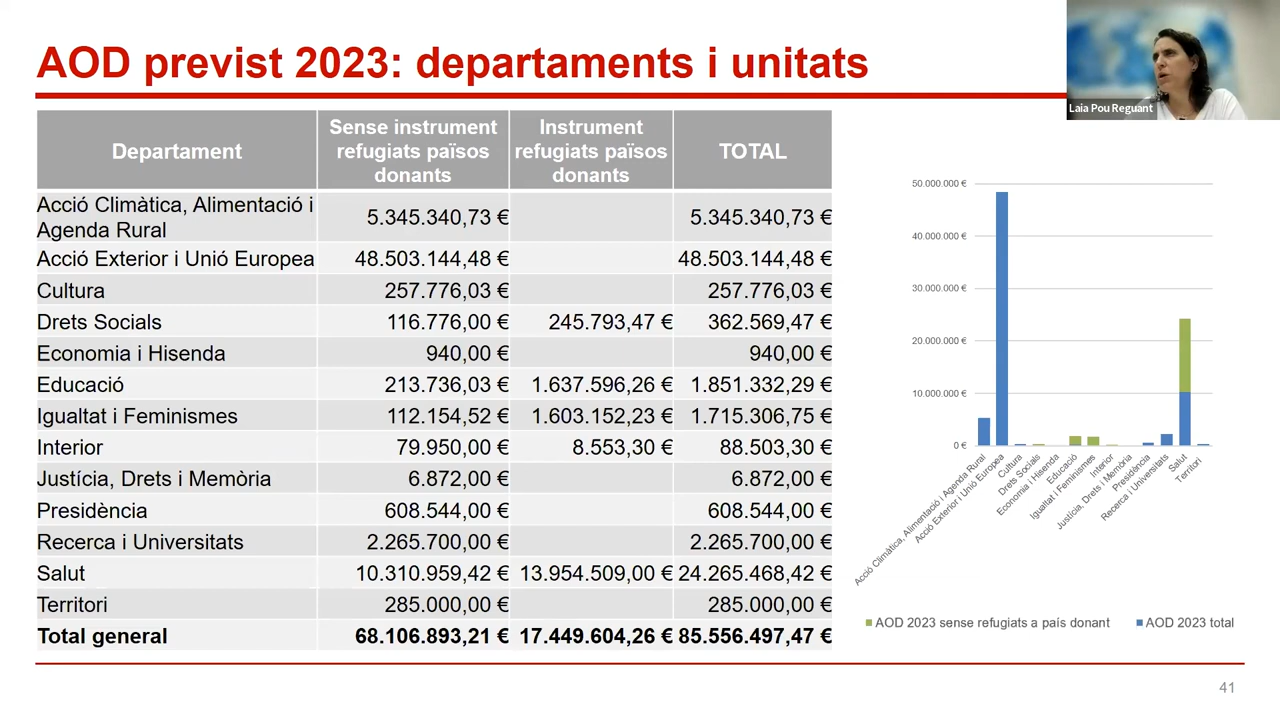 AOD previst 2023: departaments i unitats
Laia Pou Reguant
Departament
Sense instrument refugiats països donants
Instrument refugiats països donants
TOTAL
Acció Climàtica, Alimentació i Agenda Rural 5.345.340,73 € 5.345.340,73 €
Acció Exterior i Unió Europea 48.503.144,48 € 48.503.144,48 €
Cultura 257.776,03 € 257.776,03 €
Drets Socials 116.776,00 € 245.793,47 € 362.569,47 €
Economia i Hisenda 940,00 € 940,00 €
Educació 213.736,03 € 1.637.596,26 € 1.851.332,29 €
Igualtat i Feminismes 112.154,52 € 1.603.152,23 € 1.715.306,75 €
Interior 79.950,00 € 8.553,30 € 88.503,30 €
Justícia, Drets i Memòria 6.872,00 € 6.872,00 €
Presidència 608.544,00 € 608.544,00 €
Recerca i Universitats 2.265.700,00 € 2.265.700,00 €
Salut 10.310.959,42 € 13.954.509,00 € 24.265.468,42 €
Territori 285.000,00 € 285.000,00 €
Total general 68.106.893,21 € 17.449.604,26 € 85.556.497,47 €
50.000.000 €
40.000.000 €
30.000.000 €
20.000.000 €
10.000.000 €
0 €
Acció Climàtica, Alimentació i Agenda Rural
Acció Exterior i Unió Europea
Cultura
Drets Socials
Economia i Hisenda
Educació
Igualtat i Feminismes
Interior
Justícia, Drets i Memòria
Presidència
Recerca i Universitats
Salut
Territori
AOD 2023 sense refugiats a país donant
AOD 2023 total
41